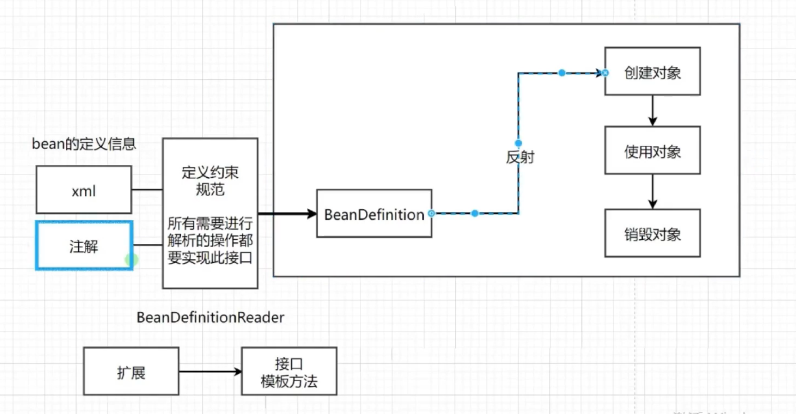 bean的定义信息
xml
注解
定义约束
规范
所有需要进行
解析的操作都
要实现此接口
BeanDefinitionReader
BeanDefinition
反射
创建对象
使用对象
销毁对象
扩展
接口
模板方法